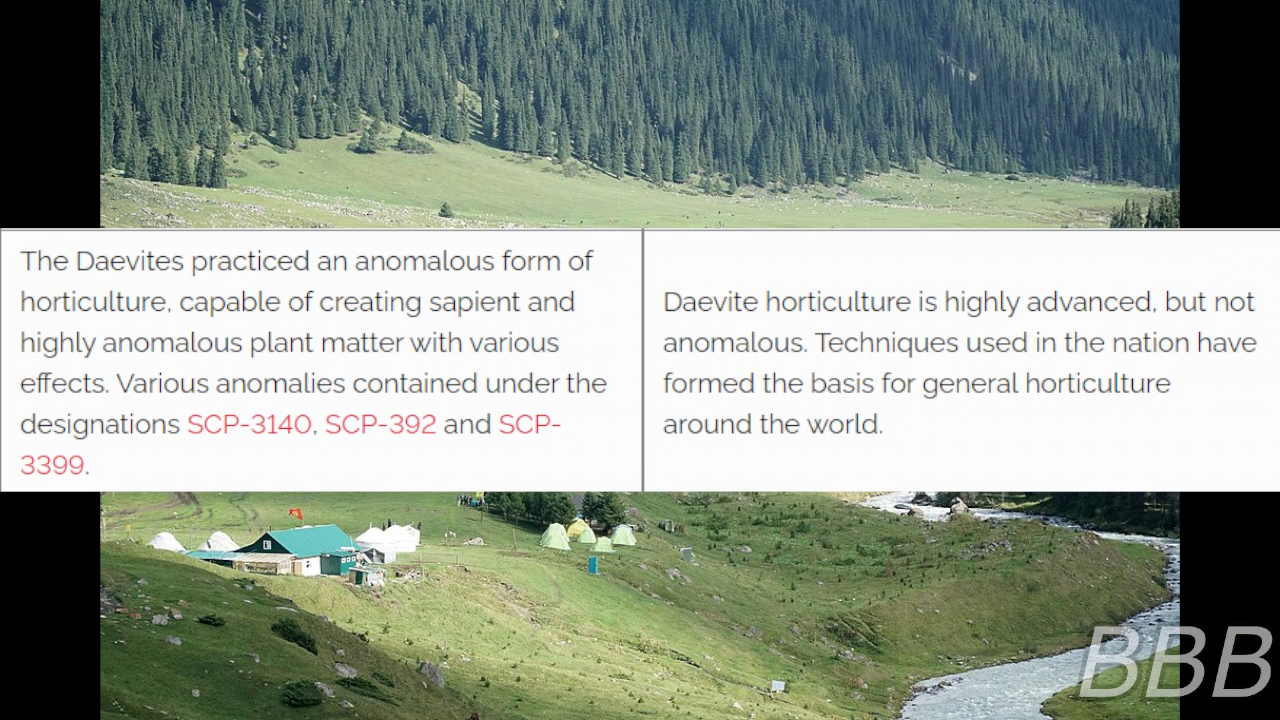 The Daevites practiced an anomalous form of
horticulture, capable of creating sapient and
highly anomalous plant matter with various
effects. Various anomalies contained under the
designations SCP-3140, SCP-392 and SCP-
3399.
Daevite horticulture is highly advanced, but not
anomalous. Techniques used in the nation have
formed the basis for general horticulture
around the world.
BBB